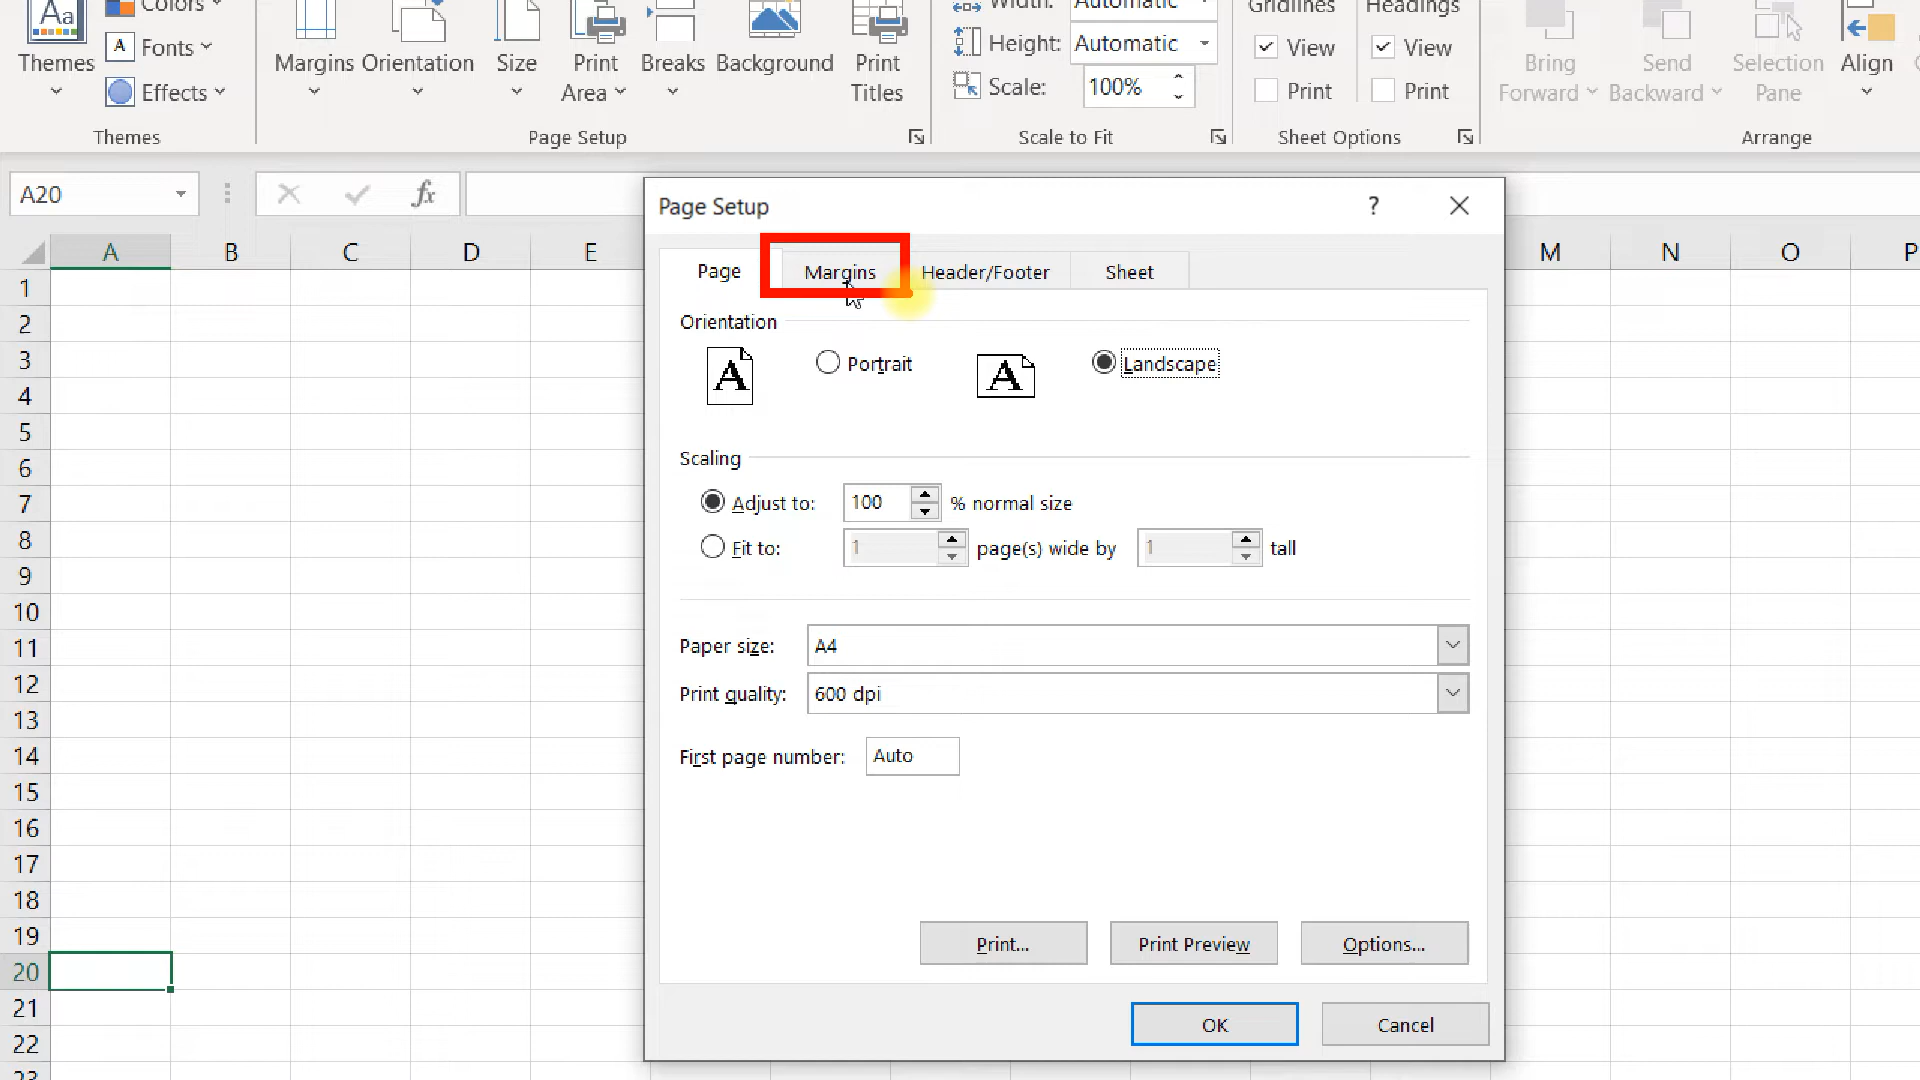 Aa Colors Width: Automatic Gridlines Headings
Themes A Fonts Margins Orientation Size Print Area Breaks Background Print Titles Height: Automatic View View Bring Forward Send Backward Selection Pane Align
Effects Scale: 100% Print Print
Themes Page Setup Scale to Fit Sheet Options Arrange
A20 fx
Page Setup ?
A B C D E M N O P
Page Margins Header/Footer Sheet
1
Orientation
2
A Portrait A Landscape
3
4
5
Scaling
6
Adjust to: 100 % normal size
7
Fit to: 1 page(s) wide by 1 tall
8
9
10
Paper size: A4
11
Print quality: 600 dpi
12
13
First page number: Auto
14
15
16
17
18
19
Print... Print Preview Options...
20
21
OK Cancel
22
23